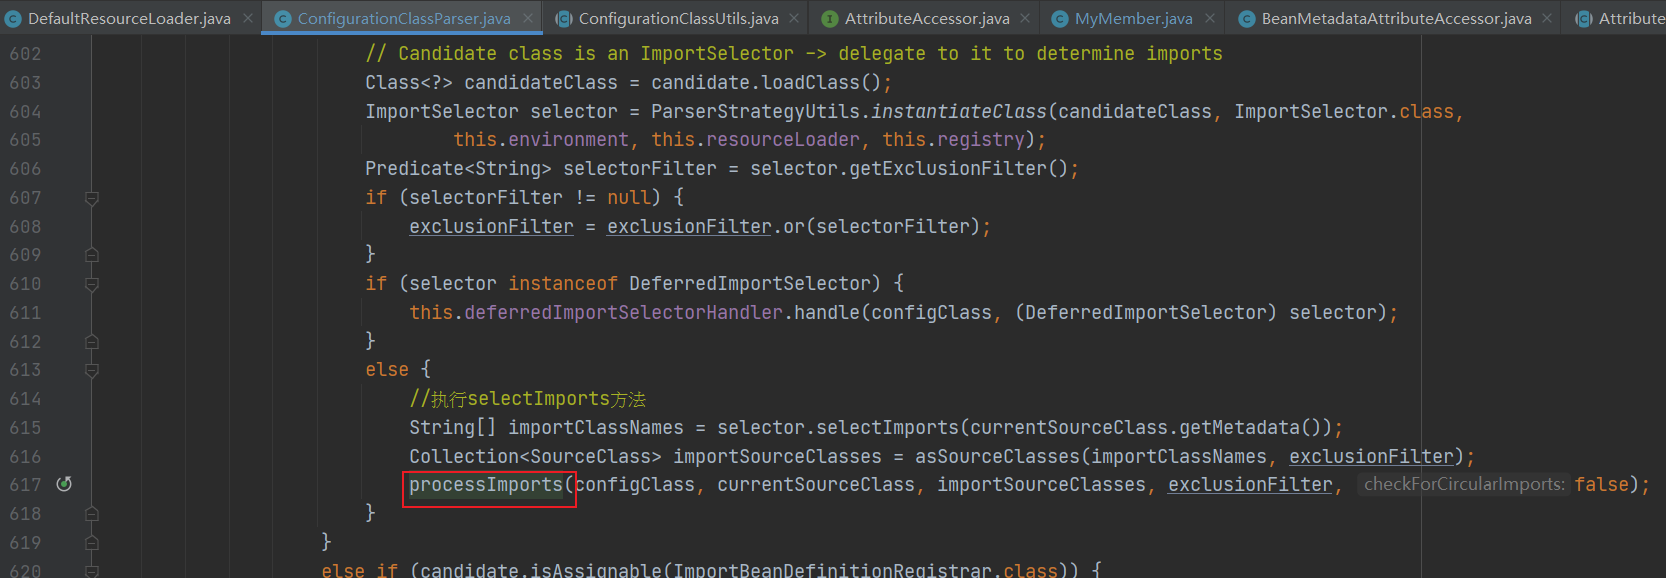 DefaultResourceLoader.java ConfigurationClassParser.java ConfigurationClassUtils.java AttributeAccessor.java MyMember.java BeanMetadataAttributeAccessor.java Attribute
602 // Candidate class is an ImportSelector -> delegate to it to determine imports
603 Class<?> candidateClass = candidate.loadClass();
604 ImportSelector selector = ParserStrategyUtils.instantiateClass(candidateClass, ImportSelector.class,
605 this.environment, this.resourceLoader, this.registry);
606 Predicate<String> selectorFilter = selector.getExclusionFilter();
607 if (selectorFilter != null) {
608 exclusionFilter = exclusionFilter.or(selectorFilter);
609 }
610 if (selector instanceof DeferredImportSelector) {
611 this.deferredImportSelectorHandler.handle(configClass, (DeferredImportSelector) selector);
612 }
613 else {
614 //执行selectImports方法
615 String[] importClassNames = selector.selectImports(currentSourceClass.getMetadata());
616 Collection<SourceClass> importSourceClasses = asSourceClasses(importClassNames, exclusionFilter);
617 processImports(configClass, currentSourceClass, importSourceClasses, exclusionFilter, checkForCircularImports: false);
618 }
619 }
620 else if (candidate.isAssignable(ImportBeanDefinitionRegistrar.class)) {